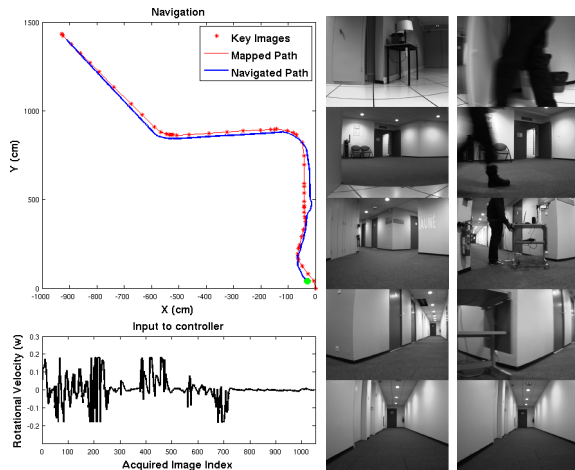 Navigation
Key Images
Mapped Path
Navigated Path
1500
1000
500
0
Y (cm)
-1000 -900 -800 -700 -600 -500 -400 -300 -200 -100 0
X (cm)
Input to controller
0.3
0.2
0.1
0
-0.1
-0.2
Rotational Velocity (w)
0 100 200 300 400 500 600 700 800 900 1000
Acquired Image Index
AUNE